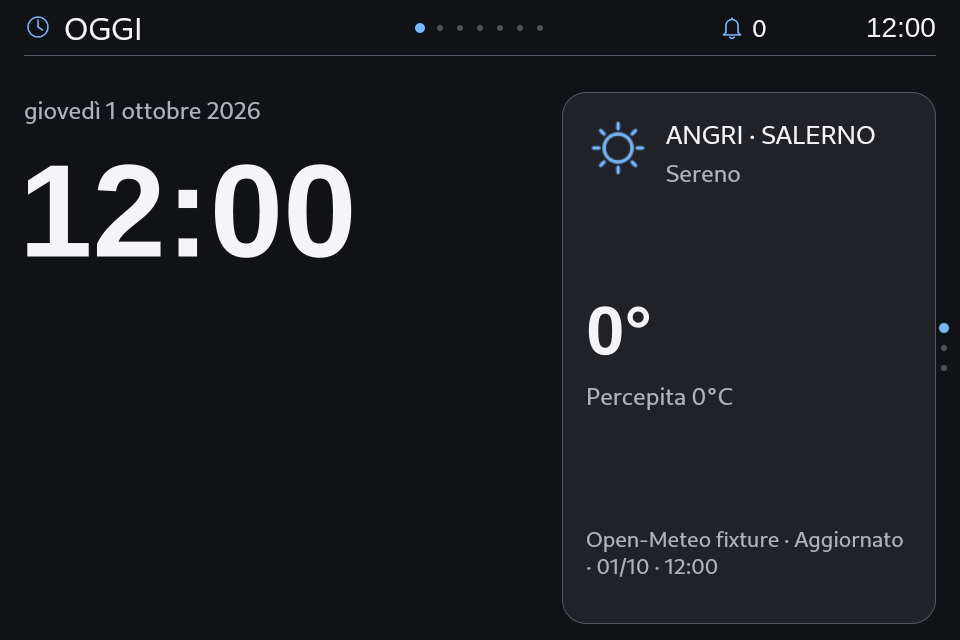 OGGI
0
12:00
giovedì 1 ottobre 2026
12:00
ANGRI · SALERNO
Sereno
0°
Percepita 0°C
Open-Meteo fixture · Aggiornato
· 01/10 · 12:00